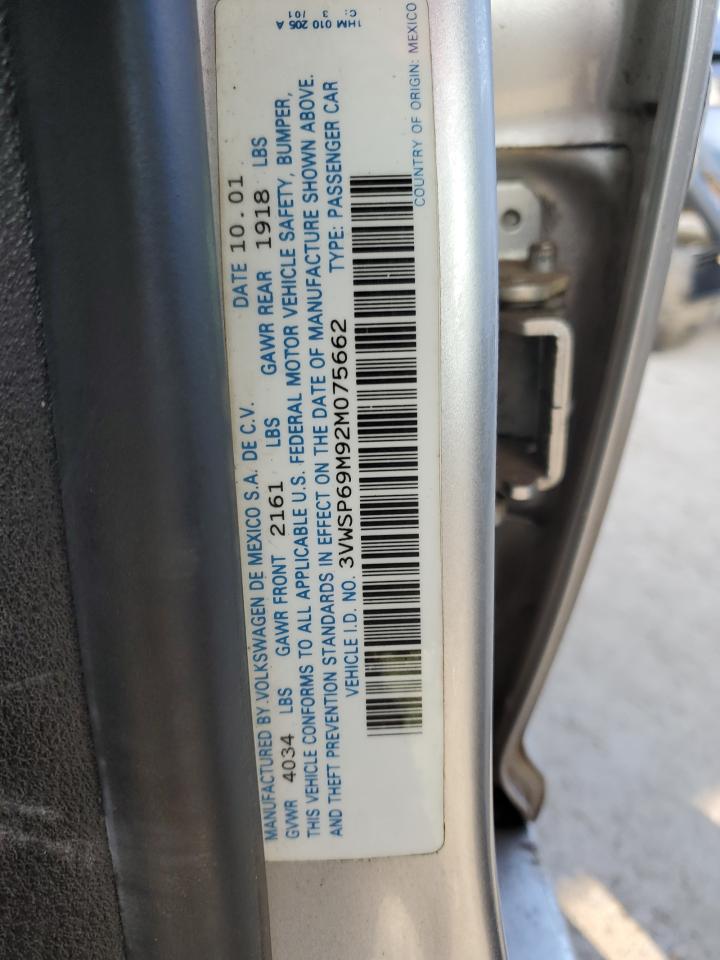 MANUFACTURED BY VOLKSWAGEN DE MEXICO S.A. DE C.V. DATE 10.01
GVWR 4034 LBS GAWR FRONT 2161 LBS GAWR REAR 1918 LBS
THIS VEHICLE CONFORMS TO ALL APPLICABLE U.S. FEDERAL MOTOR VEHICLE SAFETY, BUMPER,
AND THEFT PREVENTION STANDARDS IN EFFECT ON THE DATE OF MANUFACTURE SHOWN ABOVE.
VEHICLE I.D. NO. 3VWSP69M92M075662 TYPE: PASSENGER CAR
COUNTRY OF ORIGIN: MEXICO
1HM 010 205 A
C. 3 701